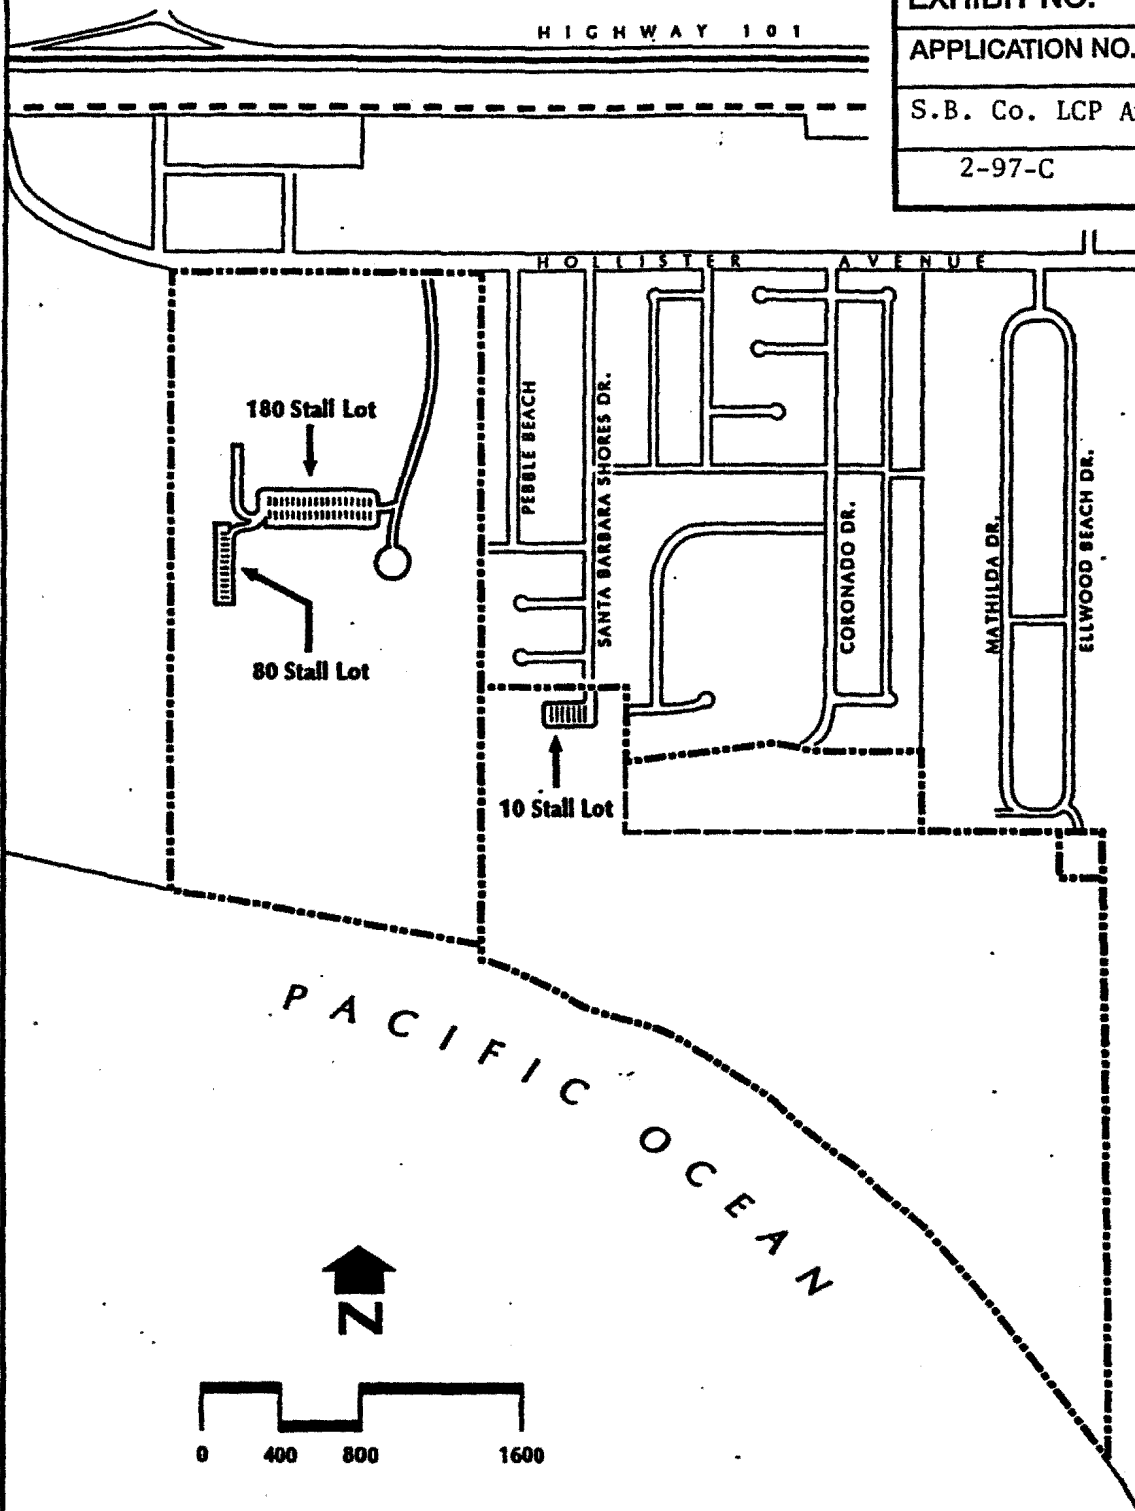 EXHIBIT NO.
HIGHWAY 101
APPLICATION NO.
S.B. Co. LCP
2-97-C
HOLLISTER AVENUE
180 Stall Lot
PEBBLE BEACH
SANTA BARBARA SHORES DR.
CORONADO DR.
MATHILDA DR.
ELLWOOD BEACH DR.
80 Stall Lot
10 Stall Lot
PACIFIC OCEAN
N
0 400 800 1600